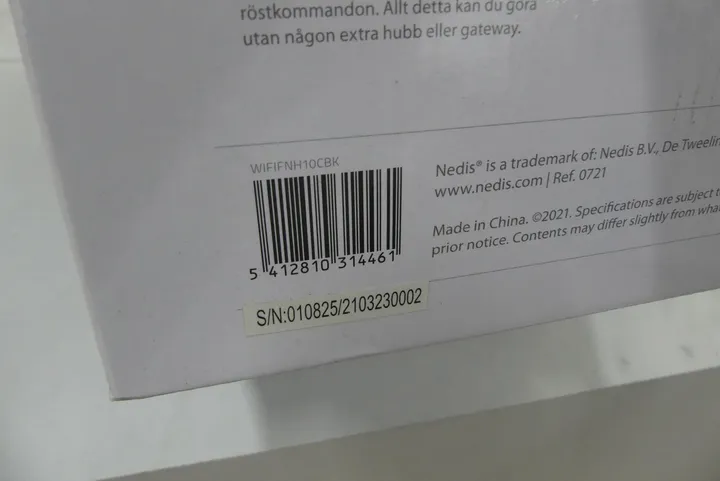 röstkommandon. Allt detta kan du göra
utan någon extra hubb eller gateway.
WIFIFNH10CBK
5 412810 314461
S/N:010825/2103230002
Nedis® is a trademark of: Nedis B.V., De Tweelin
www.nedis.com | Ref. 0721
Made in China. ©2021. Specifications are subject t
prior notice. Contents may differ slightly from wha